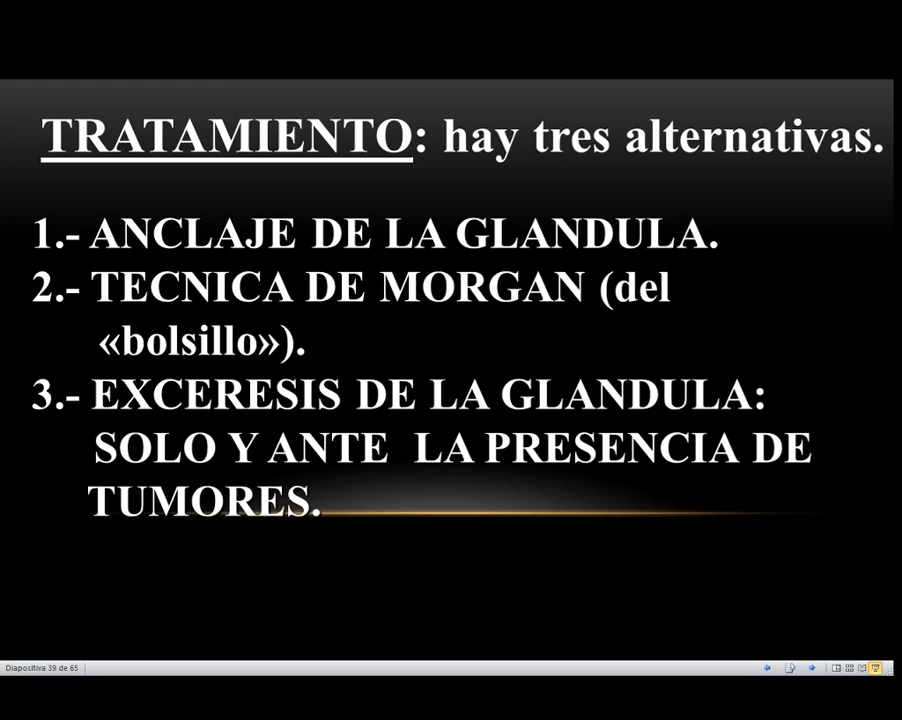 TRATAMIENTO: hay tres alternativas.
1.- ANCLAJE DE LA GLANDULA.
2.- TECNICA DE MORGAN (del
«bolsillo»).
3.- EXCERESIS DE LA GLANDULA:
SOLO Y ANTE LA PRESENCIA DE
TUMORES.
Diapositiva 39 de 65